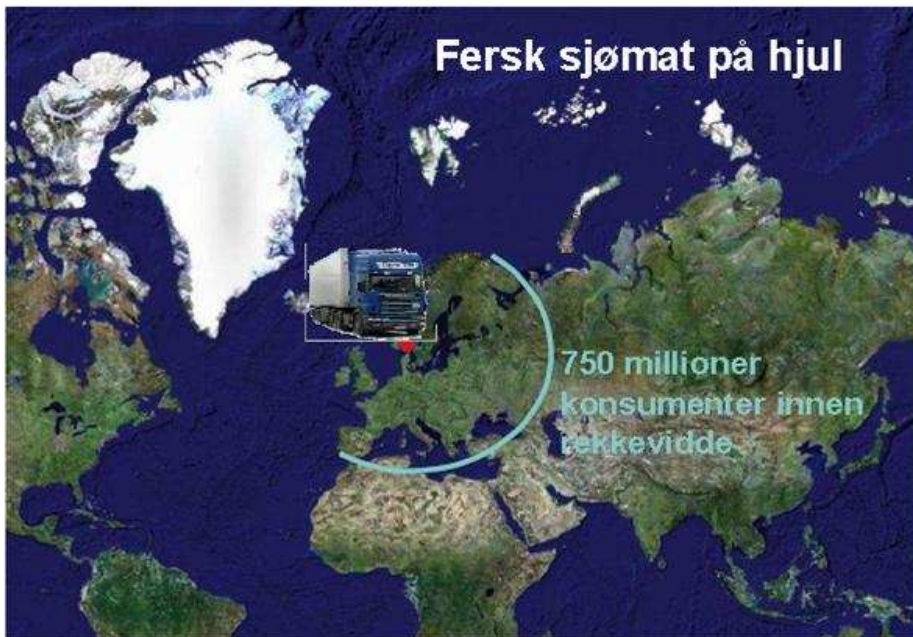 Fersk sjømat på hjul
750 millioner
konsumenter innen
rekkevidde